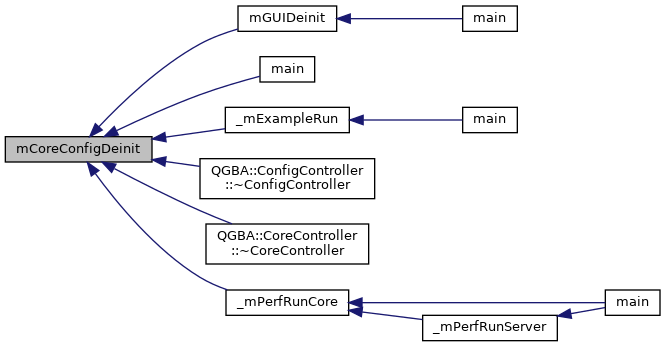 mGUIDeinit
main
main
_mExampleRun
main
mCoreConfigDeinit
QGBA::ConfigController
::~ConfigController
QGBA::CoreController
::~CoreController
_mPerfRunCore
main
_mPerfRunServer